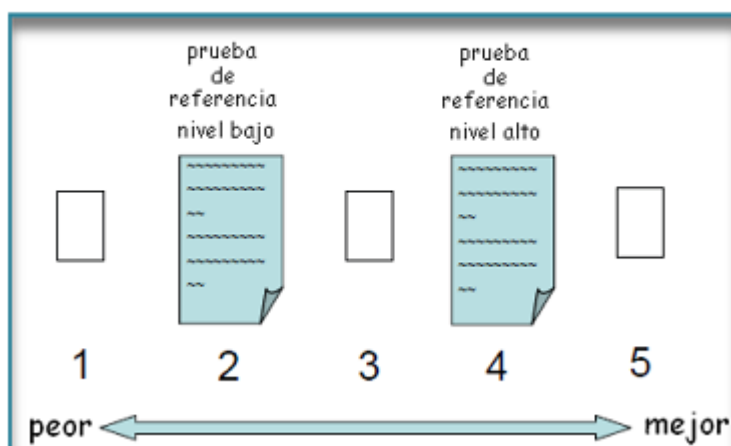 prueba
de
referencia
nivel bajo
prueba
de
referencia
nivel alto
1 2 3 4 5
peor mejor